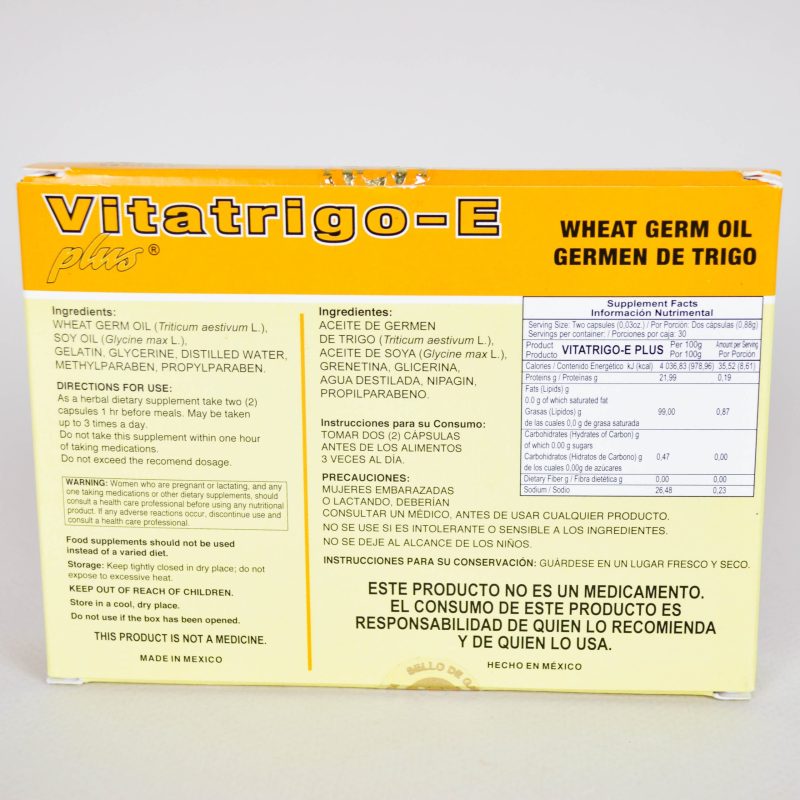 Vitatrigo-E
plus®
WHEAT GERM OIL
GERMEN DE TRIGO
Ingredients:
WHEAT GERM OIL (Triticum aestivum L.),
SOY OIL (Glycine max L.),
GELATIN, GLYCERINE, DISTILLED WATER,
METHYLPARABEN, PROPYLPARABEN.
DIRECTIONS FOR USE:
As a herbal dietary supplement take two (2)
capsules 1 hr before meals. May be taken
up to 3 times a day.
Do not take this supplement within one hour
of taking medications.
Do not exceed the recomend dosage.
WARNING: Women who are pregnant or lactating, and any
one taking medications or other dietary supplements, should
consult a health care professional before using any nutritional
product. If any adverse reactions occur, discontinue use and
consult a health care professional.
Food supplements should not be used
instead of a varied diet.
Storage: Keep tightly closed in dry place; do not
expose to excessive heat.
KEEP OUT OF REACH OF CHILDREN.
Store in a cool, dry place.
Do not use if the box has been opened.
THIS PRODUCT IS NOT A MEDICINE.
MADE IN MEXICO
Ingredientes:
ACEITE DE GERMEN
DE TRIGO (Triticum aestivum L.),
ACEITE DE SOYA (Glycine max L.),
GRENETINA, GLICERINA,
AGUA DESTILADA, NIPAGIN,
PROPILPARABENO.
Instrucciones para su Consumo:
TOMAR DOS (2) CÁPSULAS
ANTES DE LOS ALIMENTOS
3 VECES AL DÍA.
PRECAUCIONES:
MUJERES EMBARAZADAS
O LACTANDO, DEBERÍAN
CONSULTAR UN MÉDICO, ANTES DE USAR CUALQUIER PRODUCTO.
NO SE USE SI ES INTOLERANTE O SENSIBLE A LOS INGREDIENTES.
NO SE DEJE AL ALCANCE DE LOS NIÑOS.
INSTRUCCIONES PARA SU CONSERVACIÓN: GUÁRDESE EN UN LUGAR FRESCO Y SECO.
ESTE PRODUCTO NO ES UN MEDICAMENTO.
EL CONSUMO DE ESTE PRODUCTO ES
RESPONSABILIDAD DE QUIEN LO RECOMIENDA
Y DE QUIEN LO USA.
HECHO EN MÉXICO
Supplement Facts
Información Nutrimental
Serving Size: Two capsules (0,03oz.) / Por Porción: Dos capsulas (0,88g)
Servings per container: / Porciones por caja: 30
Product Per 100g Amount per Serving
Producto VITATRIGO-E PLUS Por 100g Por Porción
Calories / Contenido Energético kJ (kcal) 4 036,83 (978,96) 35,52 (8,61)
Proteins g / Proteínas g 21,99 0,19
Fats (Lipids) g
0.0 g of which saturated fat
Grasas (Lípidos) g 99,00 0,87
de las cuales 0,0 g de grasa saturada
Carbohidrates (Hydrates of Carbon) g
of which 0.00 g sugars
Carbohidratos (Hidratos de Carbono) g 0,47 0,00
de los cuales 0,00g de azúcares
Dietary Fiber g / Fibra dietética g 0,00 0,00
Sodium / Sodio 26,48 0,23
SELLO DE